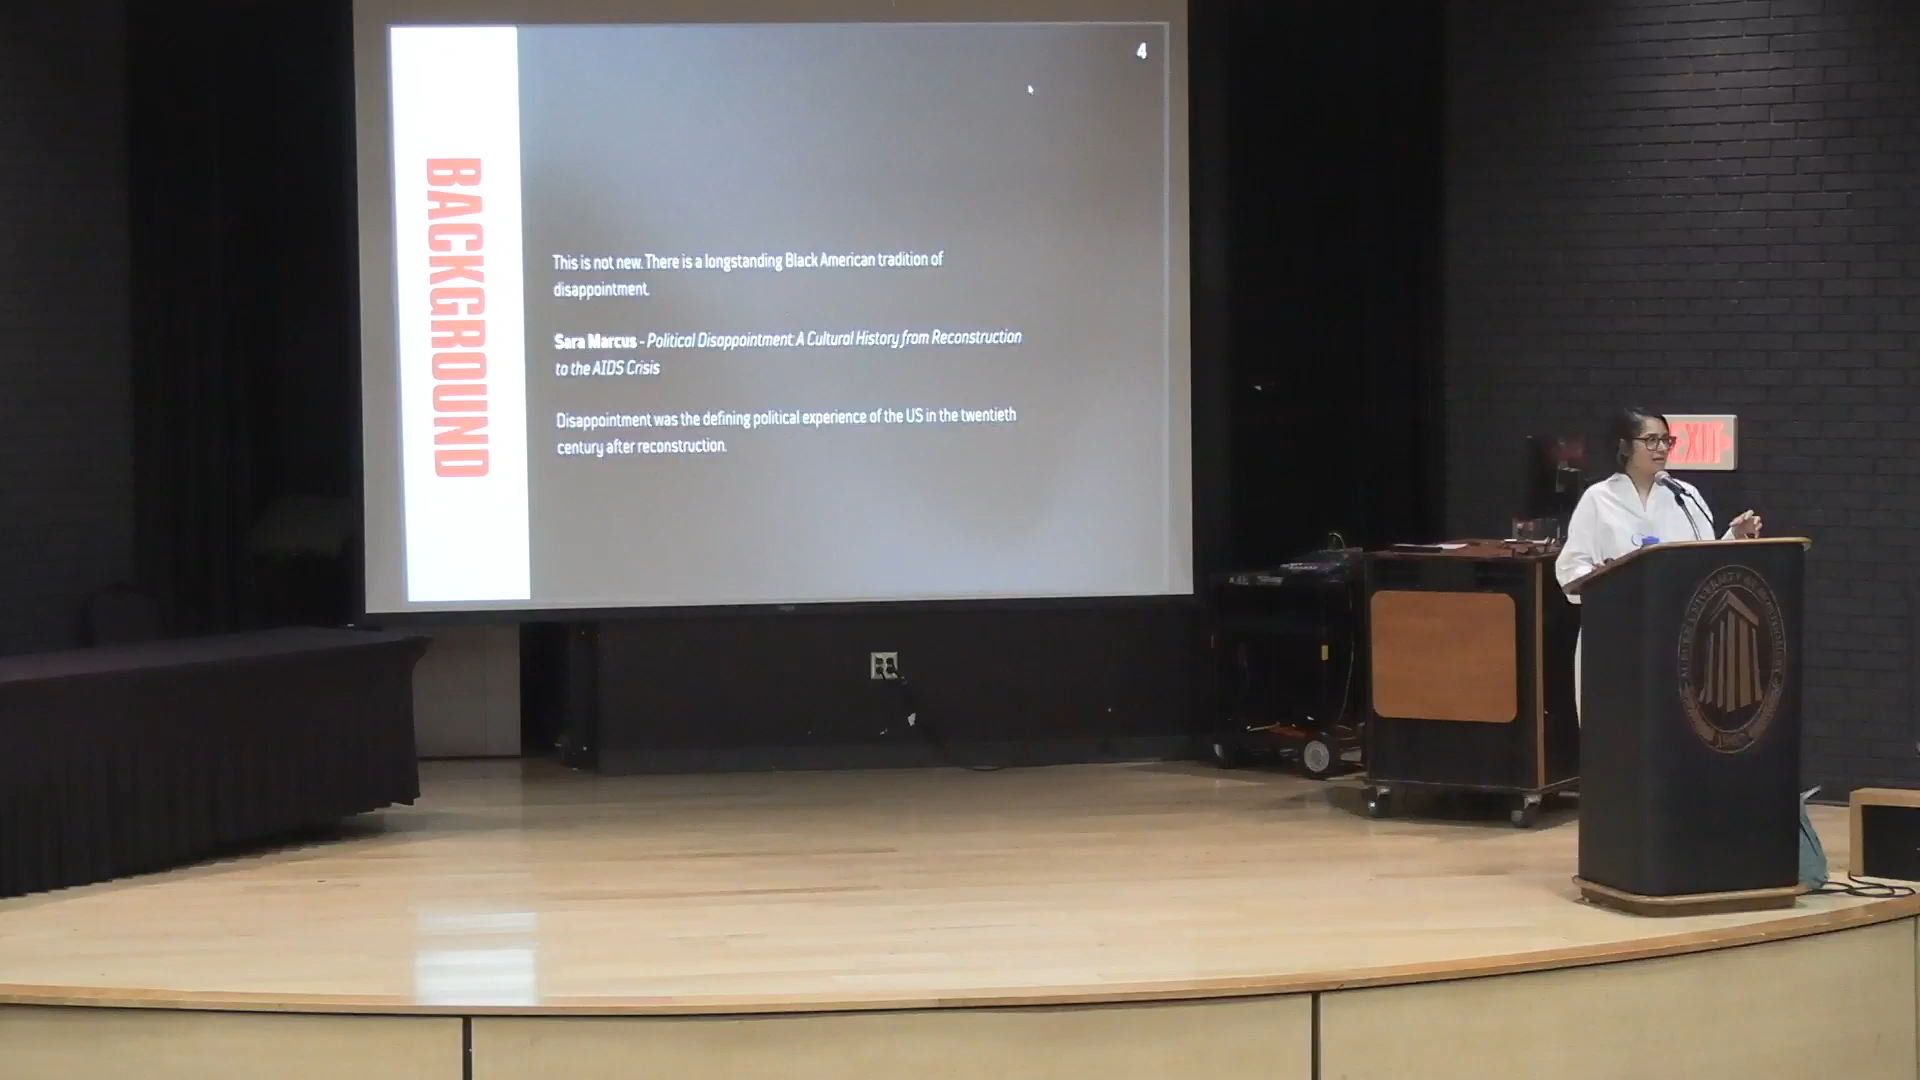 4
BACKGROUND
This is not new. There is a longstanding Black American tradition of
disappointment.
Sara Marcus - Political Disappointment: A Cultural History from Reconstruction
to the AIDS Crisis
Disappointment was the defining political experience of the US in the twentieth
century after reconstruction.
EXIT